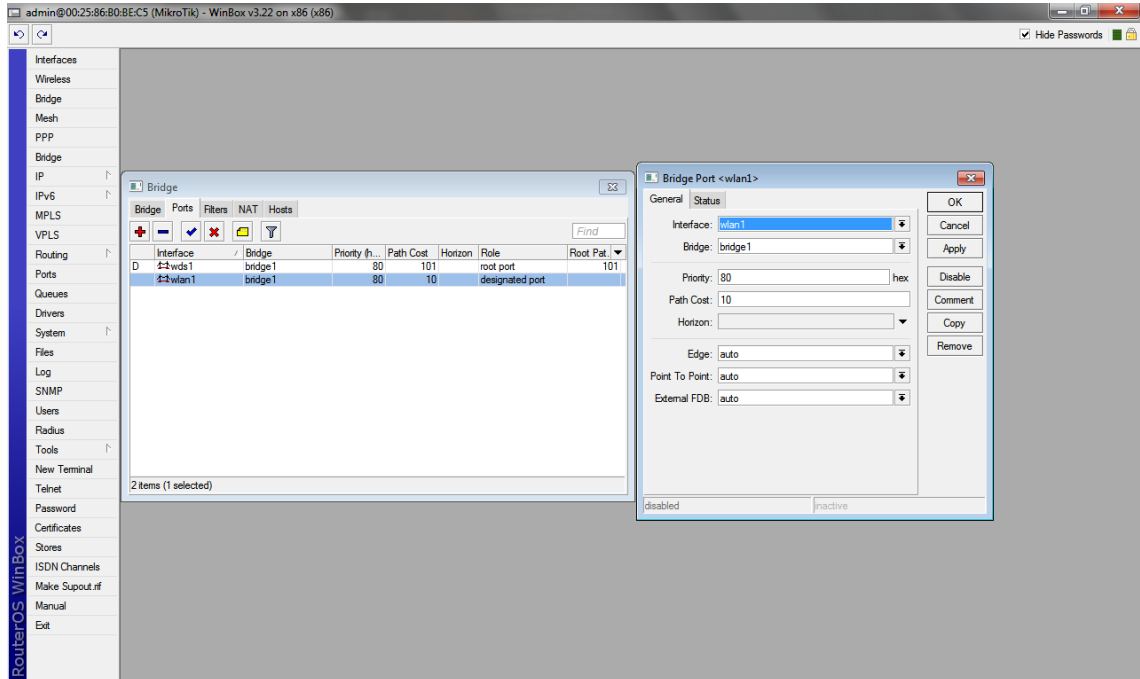 admin@00:25:86:B0:BE:C5 (MikroTik) - WinBox v3.22 on x86 (x86)
Hide Passwords
RouterOS WinBox
Interfaces
Wireless
Bridge
Mesh
PPP
Bridge
IP
IPv6
MPLS
VPLS
Routing
Ports
Queues
Drivers
System
Files
Log
SNMP
Users
Radius
Tools
New Terminal
Telnet
Password
Certificates
Stores
ISDN Channels
Make Supout.rif
Manual
Exit
Bridge
Bridge Ports Filters NAT Hosts
Find
Interface / Bridge Priority (h... Path Cost Horizon Role Root Pat...
D wds1 bridge1 80 101 root port 101
wlan1 bridge1 80 10 designated port
2 items (1 selected)
Bridge Port <wlan1>
General Status
Interface: wlan1
Bridge: bridge1
Priority: 80 hex
Path Cost: 10
Horizon:
Edge: auto
Point To Point: auto
External FDB: auto
OK
Cancel
Apply
Disable
Comment
Copy
Remove
disabled inactive